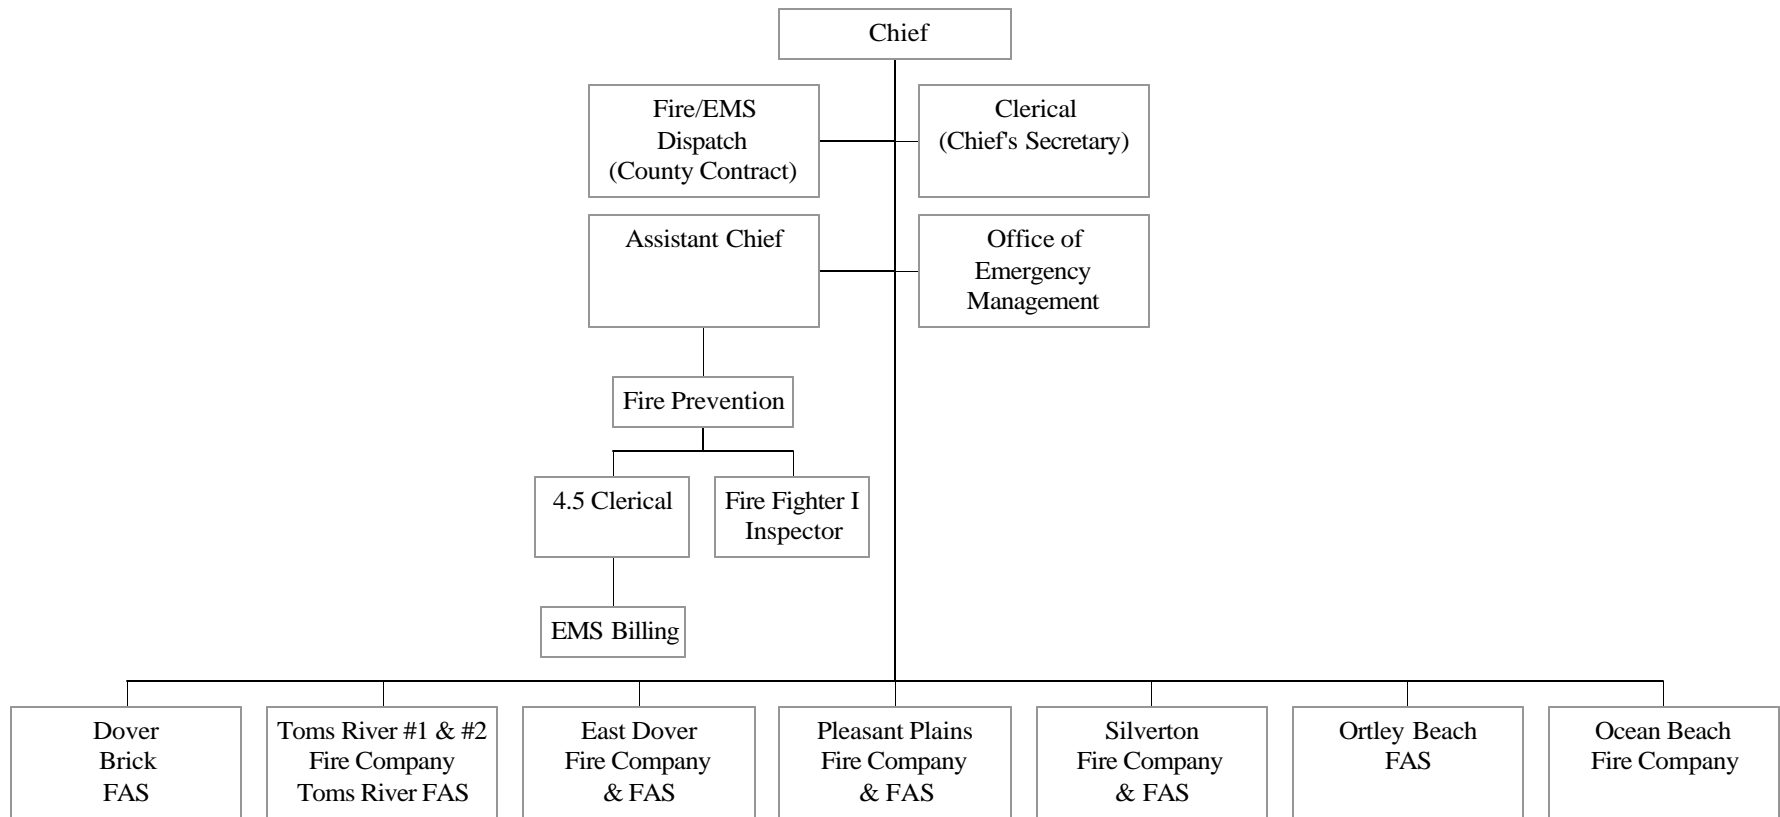 Chief
Fire/EMS
Dispatch
(County Contract)
Clerical
(Chief's Secretary)
Assistant Chief
Office of
Emergency
Management
Fire Prevention
4.5 Clerical
Fire Fighter I
Inspector
EMS Billing
Dover
Brick
FAS
Toms River #1 & #2
Fire Company
Toms River FAS
East Dover
Fire Company
& FAS
Pleasant Plains
Fire Company
& FAS
Silverton
Fire Company
& FAS
Ortley Beach
FAS
Ocean Beach
Fire Company